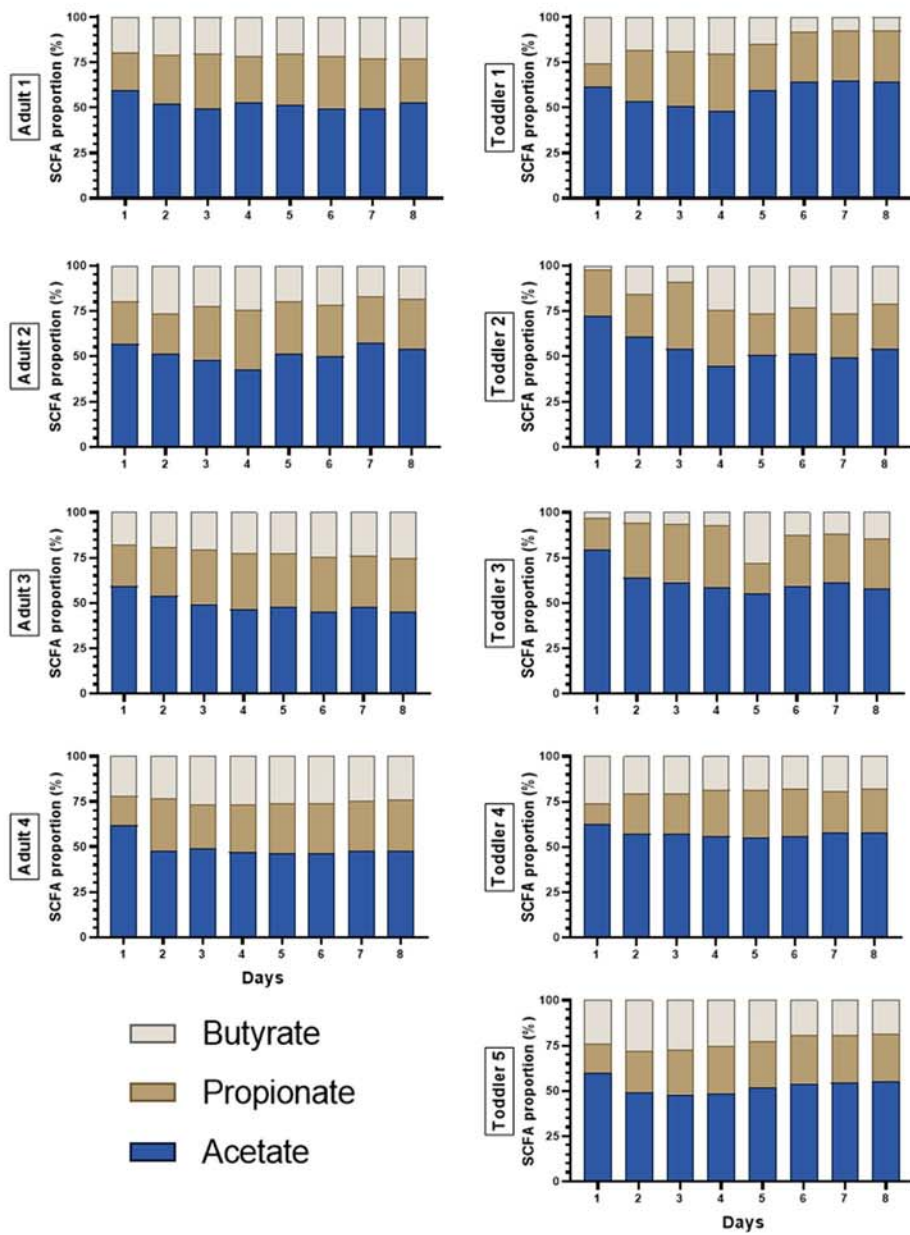 Adult 1
SCFA proportion (%)
100
75
50
25
0
1 2 3 4 5 6 7 8
Toddler 1
SCFA proportion (%)
100
75
50
25
0
1 2 3 4 5 6 7 8
Adult 2
SCFA proportion (%)
100
75
50
25
0
1 2 3 4 5 6 7 8
Toddler 2
SCFA proportion (%)
100
75
50
25
0
1 2 3 4 5 6 7 8
Adult 3
SCFA proportion (%)
100
75
50
25
0
1 2 3 4 5 6 7 8
Toddler 3
SCFA proportion (%)
100
75
50
25
0
1 2 3 4 5 6 7 8
Adult 4
SCFA proportion (%)
100
75
50
25
0
1 2 3 4 5 6 7 8
Days
Toddler 4
SCFA proportion (%)
100
75
50
25
0
1 2 3 4 5 6 7 8
Butyrate
Propionate
Acetate
Toddler 5
SCFA proportion (%)
100
75
50
25
0
1 2 3 4 5 6 7 8
Days